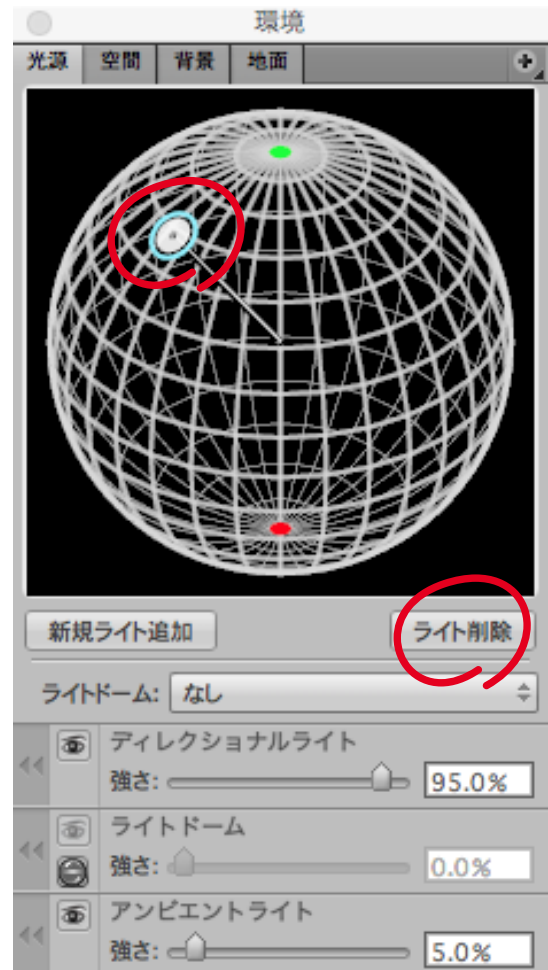 環境
光源 空間 背景 地面
新規ライト追加 ライト削除
ライトドーム: なし
ディレクショナルライト
強さ: 95.0%
ライトドーム
強さ: 0.0%
アンビエントライト
強さ: 5.0%